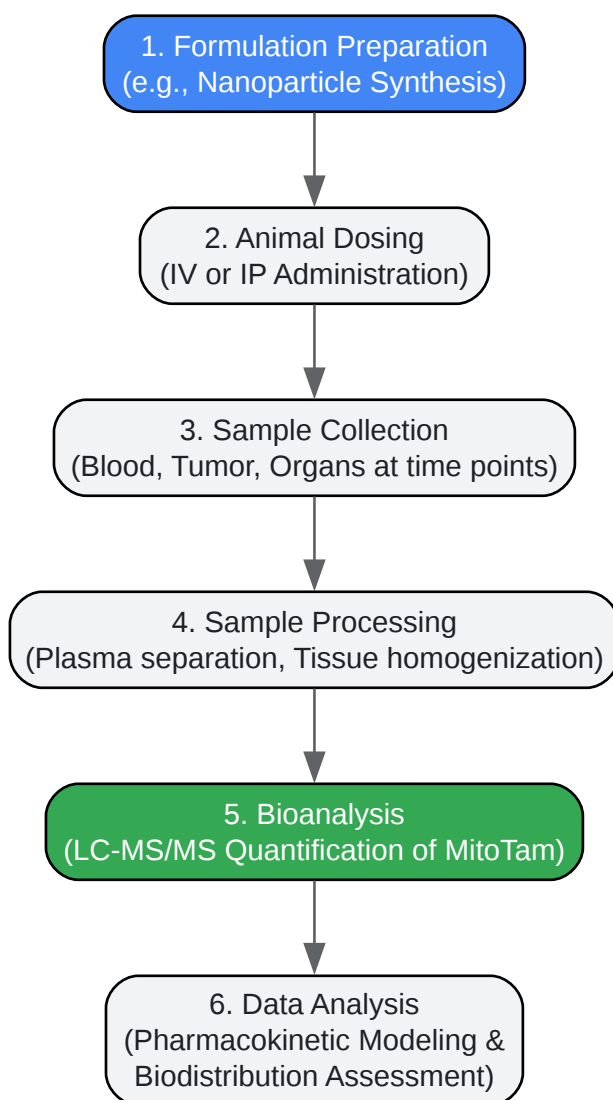 1. Formulation Preparation
(e.g., Nanoparticle Synthesis)
2. Animal Dosing
(IV or IP Administration)
3. Sample Collection
(Blood, Tumor, Organs at time points)
4. Sample Processing
(Plasma separation, Tissue homogenization)
5. Bioanalysis
(LC-MS/MS Quantification of MitoTam)
6. Data Analysis
(Pharmacokinetic Modeling &
Biodistribution Assessment)